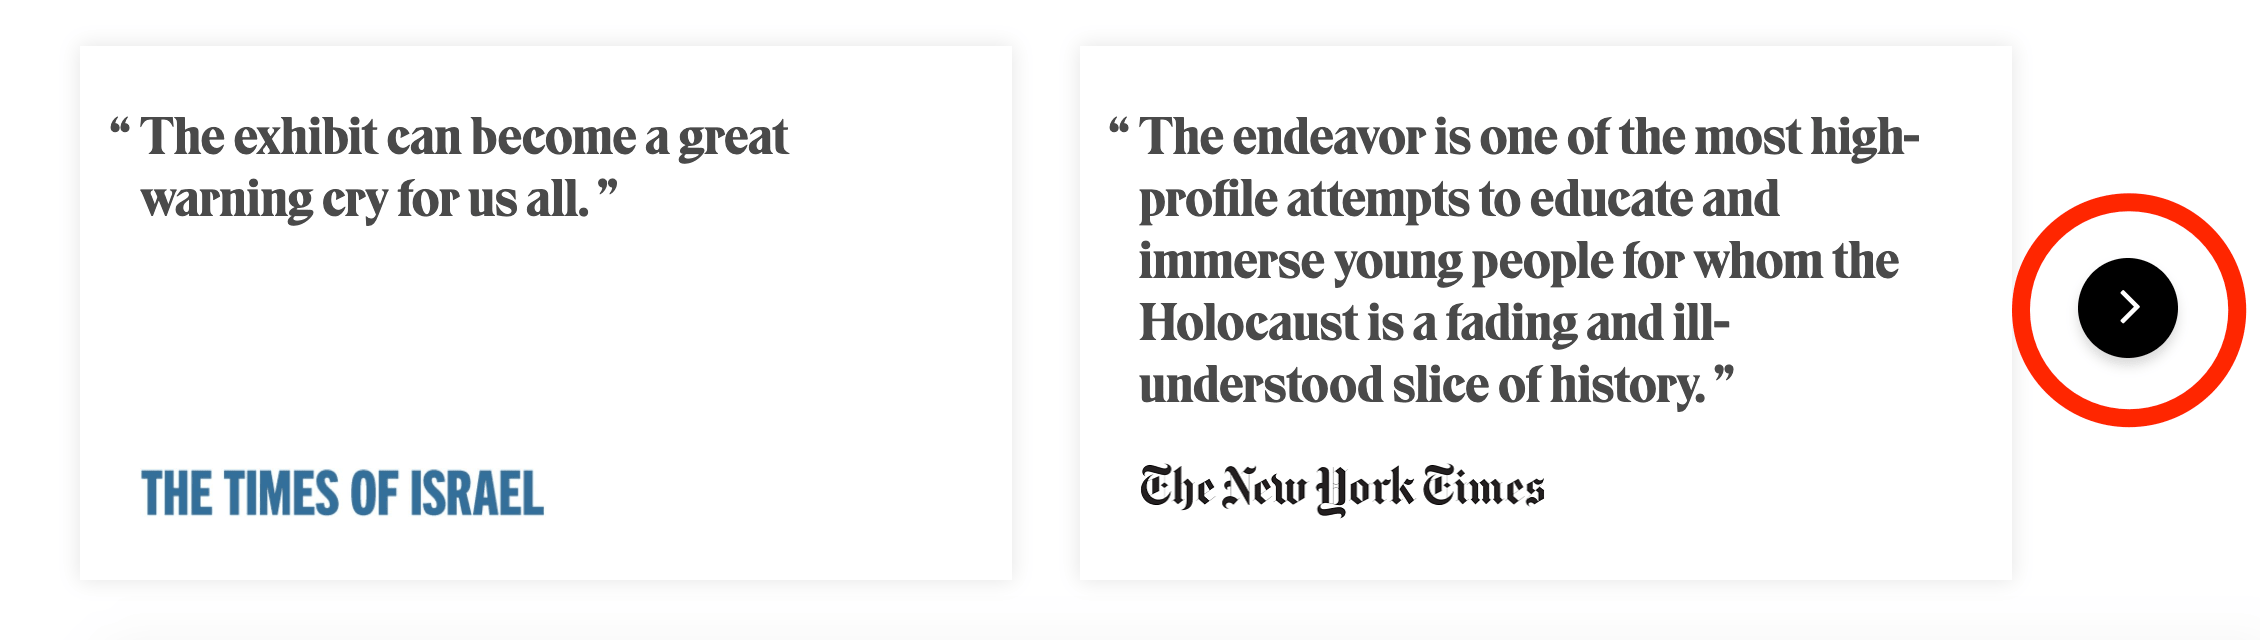 “ The exhibit can become a great
warning cry for us all. ”
THE TIMES OF ISRAEL
“ The endeavor is one of the most high-
profile attempts to educate and
immerse young people for whom the
Holocaust is a fading and ill-
understood slice of history. ”
The New York Times